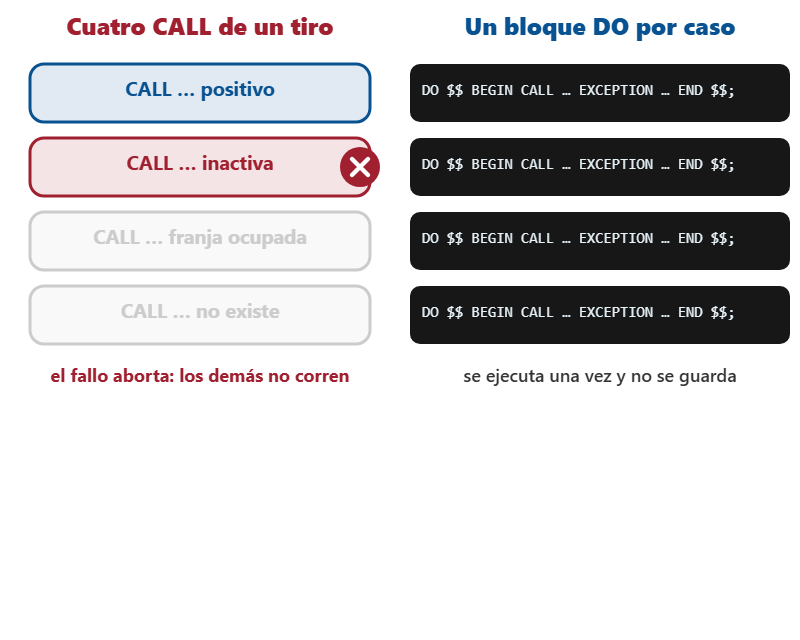 Cuatro CALL de un tiro
CALL … positivo
CALL … inactiva
CALL … franja ocupada
CALL … no existe
el fallo aborta: los demás no corren
Un bloque DO por caso
DO $$ BEGIN CALL … EXCEPTION … END $$;
DO $$ BEGIN CALL … EXCEPTION … END $$;
DO $$ BEGIN CALL … EXCEPTION … END $$;
DO $$ BEGIN CALL … EXCEPTION … END $$;
se ejecuta una vez y no se guarda